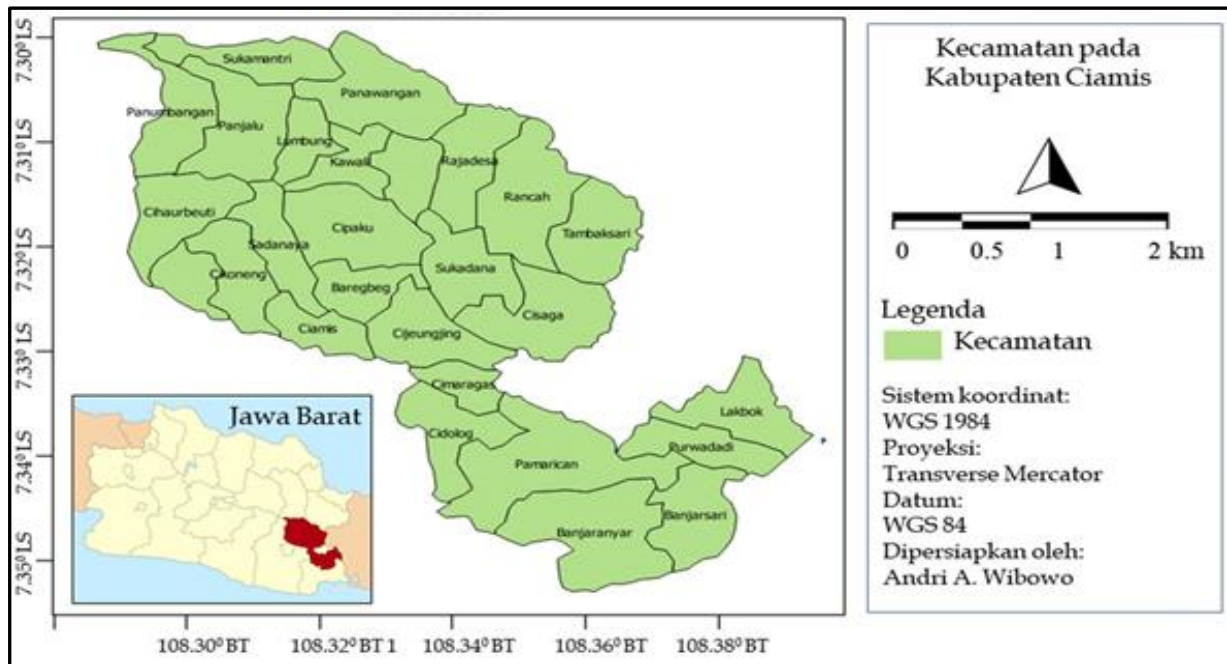 7.30⁰LS
7.31⁰LS
7.32⁰LS
7.33⁰LS
7.34⁰LS
7.35⁰LS
Sukamantri
Panawangan
Panumbangan
Panjalu
Lumbung
Kawali
Rajadesa
Rancah
Cihaurbeuti
Cipaku
Tambaksari
Sadanaya
Cikoneng
Sukadana
Baregbeg
Ciamis
Cijeungjing
Cisaga
Cimaragas
Lakbok
Cidolog
Purwadadi
Pamarican
Banjarsari
Banjaranyar
Jawa Barat
108.30⁰BT
108.32⁰BT 1
108.34⁰BT
108.36⁰BT
108.38⁰BT
Kecamatan pada
Kabupaten Ciamis
0 0.5 1 2 km
Legenda
Kecamatan
Sistem koordinat:
WGS 1984
Proyeksi:
Transverse Mercator
Datum:
WGS 84
Dipersiapkan oleh:
Andri A. Wibowo